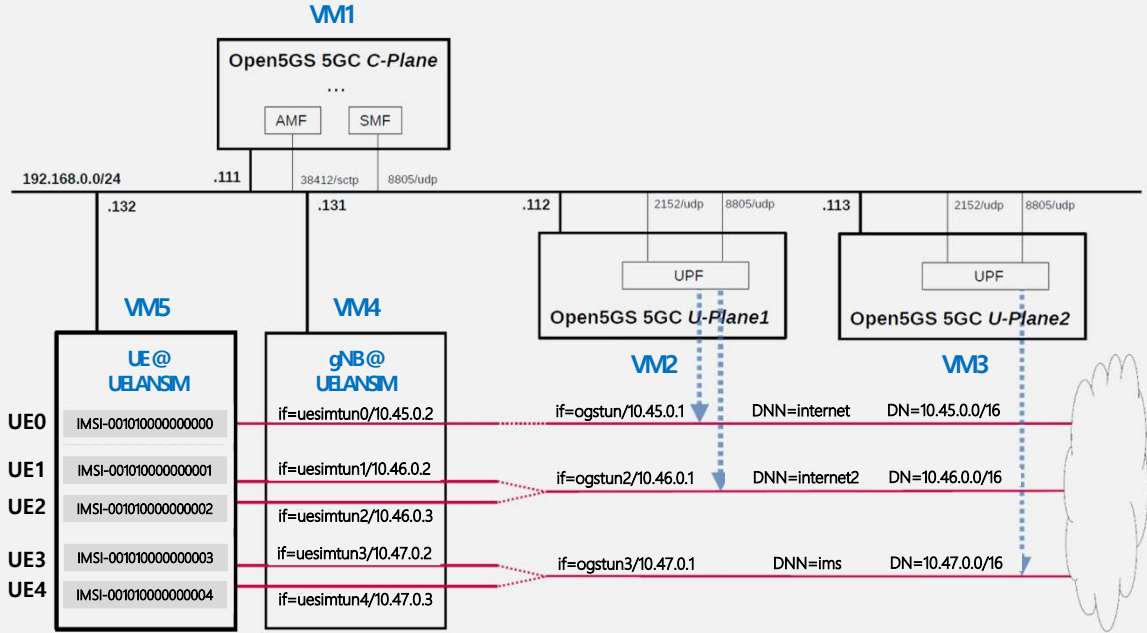 VM1
Open5GS 5GC C-Plane
...
AMF
SMF
192.168.0.0/24
.111
38412/sctp
8805/udp
.132
.131
.112
2152/udp
8805/udp
.113
2152/udp
8805/udp
UPF
UPF
Open5GS 5GC U-Plane1
Open5GS 5GC U-Plane2
VM5
VM4
VM2
VM3
UE @
UELANSIM
gNB @
UELANSIM
UE0
IMSI-001010000000000
if=uesimtun0/10.45.0.2
if=ogstun/10.45.0.1
DNN=internet
DN=10.45.0.0/16
UE1
IMSI-001010000000001
if=uesimtun1/10.46.0.2
if=ogstun2/10.46.0.1
DNN=internet2
DN=10.46.0.0/16
UE2
IMSI-001010000000002
if=uesimtun2/10.46.0.3
UE3
IMSI-001010000000003
if=uesimtun3/10.47.0.2
if=ogstun3/10.47.0.1
DNN=ims
DN=10.47.0.0/16
UE4
IMSI-001010000000004
if=uesimtun4/10.47.0.3